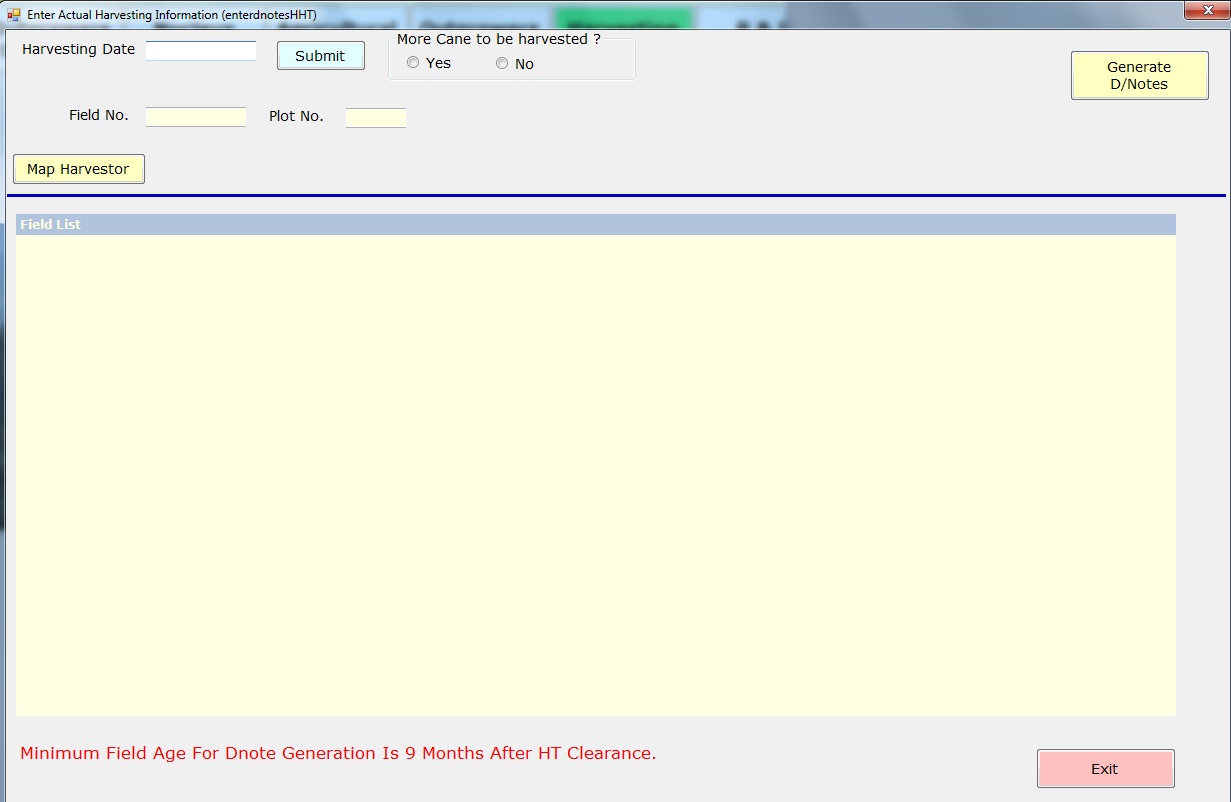 Enter Actual Harvesting Information (enterdnotesHHT)
Harvesting Date
Submit
More Cane to be harvested ?
Yes
No
Generate
D/Notes
Field No.
Plot No.
Map Harvestor
Field List
Minimum Field Age For Dnote Generation Is 9 Months After HT Clearance.
Exit